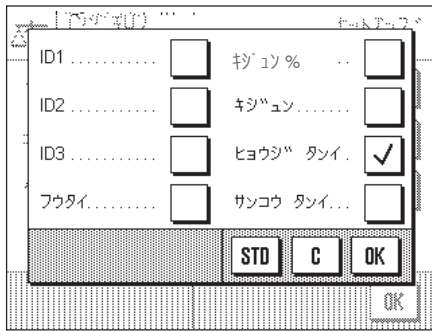 ID1 ...........
キジュン % ..
ID2 ...........
キジュン.......
ID3 ...........
ヒョウジ タンイ .
フウタイ.........
サンコウ タンイ...
STD C OK
OK